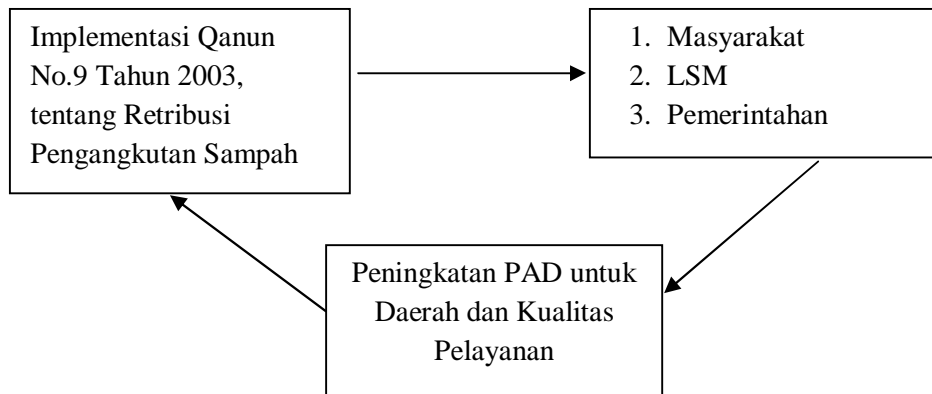 Implementasi Qanun
No.9 Tahun 2003,
tentang Retribusi
Pengangkutan Sampah
1. Masyarakat
2. LSM
3. Pemerintahan
Peningkatan PAD untuk
Daerah dan Kualitas
Pelayanan